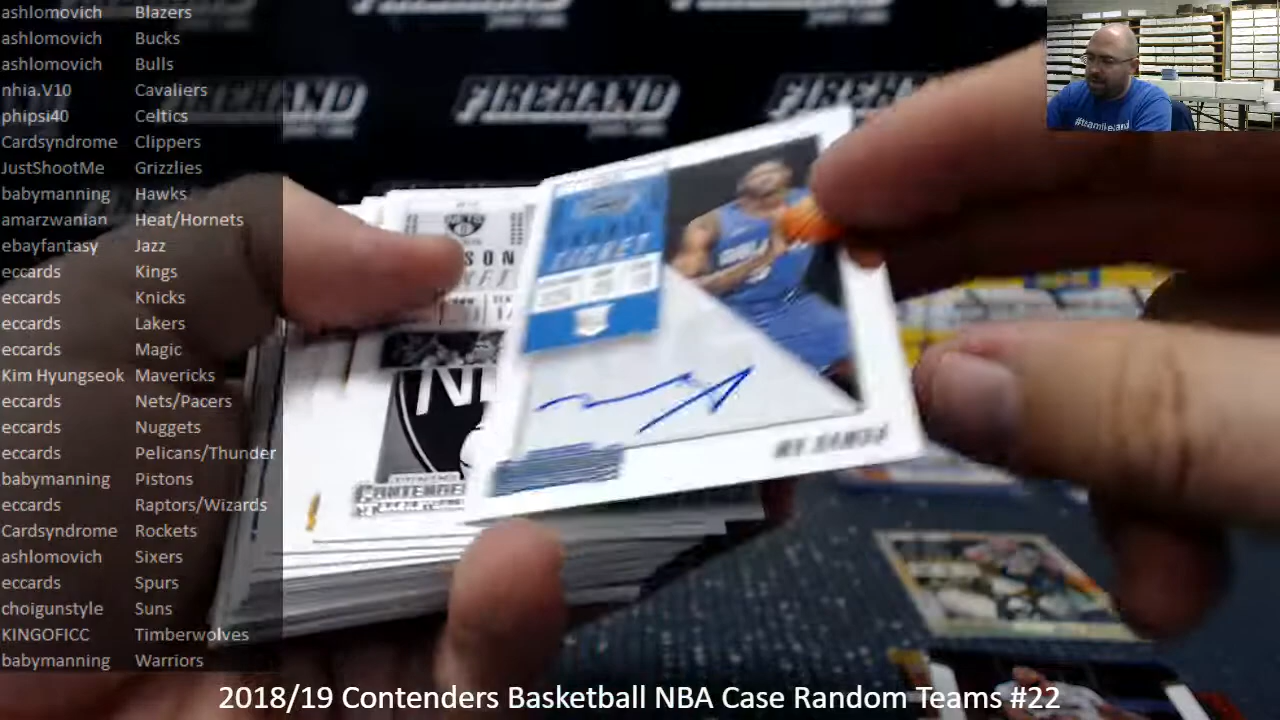 ashlomovich Blazers
ashlomovich Bucks
ashlomovich Bulls
nhia.V10 Cavaliers
phipsi40 Celtics
Cardsyndrome Clippers
JustShootMe Grizzlies
babymanning Hawks
amarzwanian Heat/Hornets
ebayfantasy Jazz
eccards Kings
eccards Knicks
eccards Lakers
eccards Magic
Kim Hyungseok Mavericks
eccards Nets/Pacers
eccards Nuggets
eccards Pelicans/Thunder
babymanning Pistons
eccards Raptors/Wizards
Cardsyndrome Rockets
ashlomovich Sixers
eccards Spurs
choigunstyle Suns
KINGOFICC Timberwolves
babymanning Warriors
FIREHAND
FIREHAND
FIREHAND
NETS
TICKET
#teamireland
2018/19 Contenders Basketball NBA Case Random Teams #22